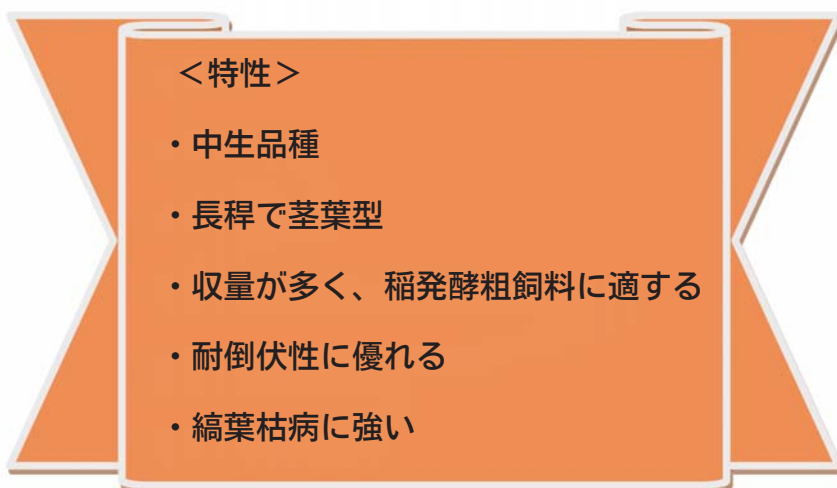 ＜特性＞
・中生品種
・長稈で茎葉型
・収量が多く、稲発酵粗飼料に適する
・耐倒伏性に優れる
・縞葉枯病に強い